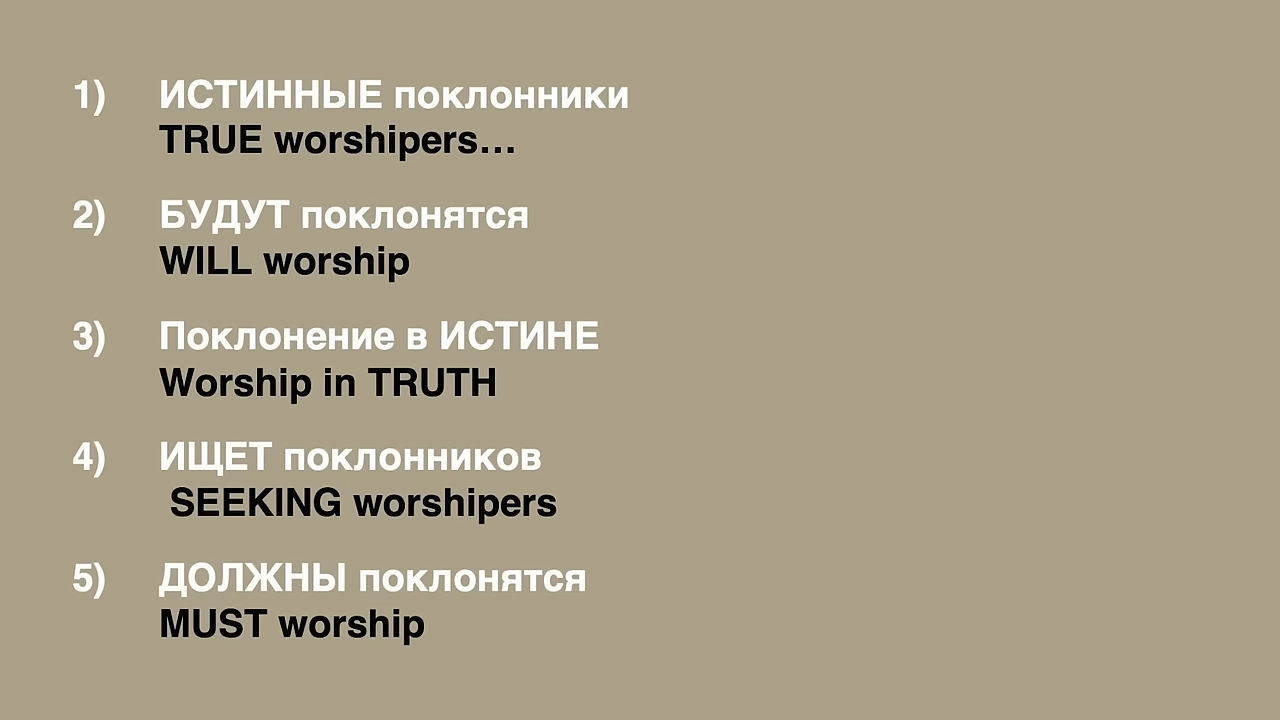 1) ИСТИННЫЕ поклонники
TRUE worshipers…
2) БУДУТ поклонятся
WILL worship
3) Поклонение в ИСТИНЕ
Worship in TRUTH
4) ИЩЕТ поклонников
SEEKING worshipers
5) ДОЛЖНЫ поклонятся
MUST worship